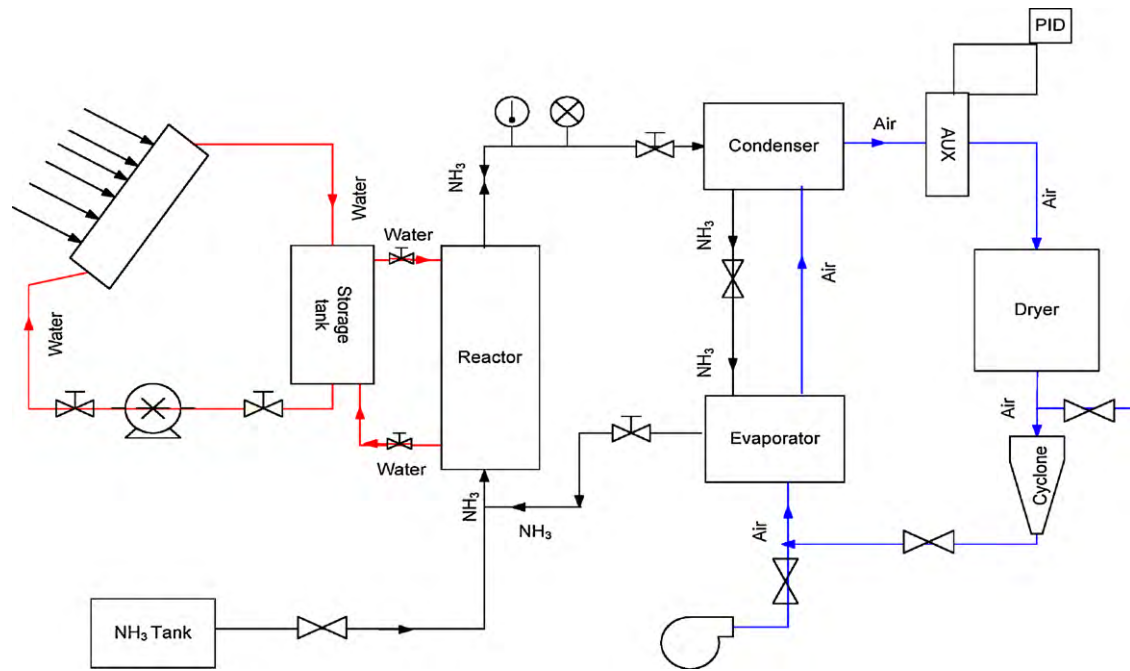 PID
Condenser
Air
AUX
NH₃
Water
Water
Air
NH₃
Air
Storage
tank
Reactor
Dryer
Water
NH₃
Air
Evaporator
Water
NH₃
NH₃
Air
Cyclone
NH₃ Tank